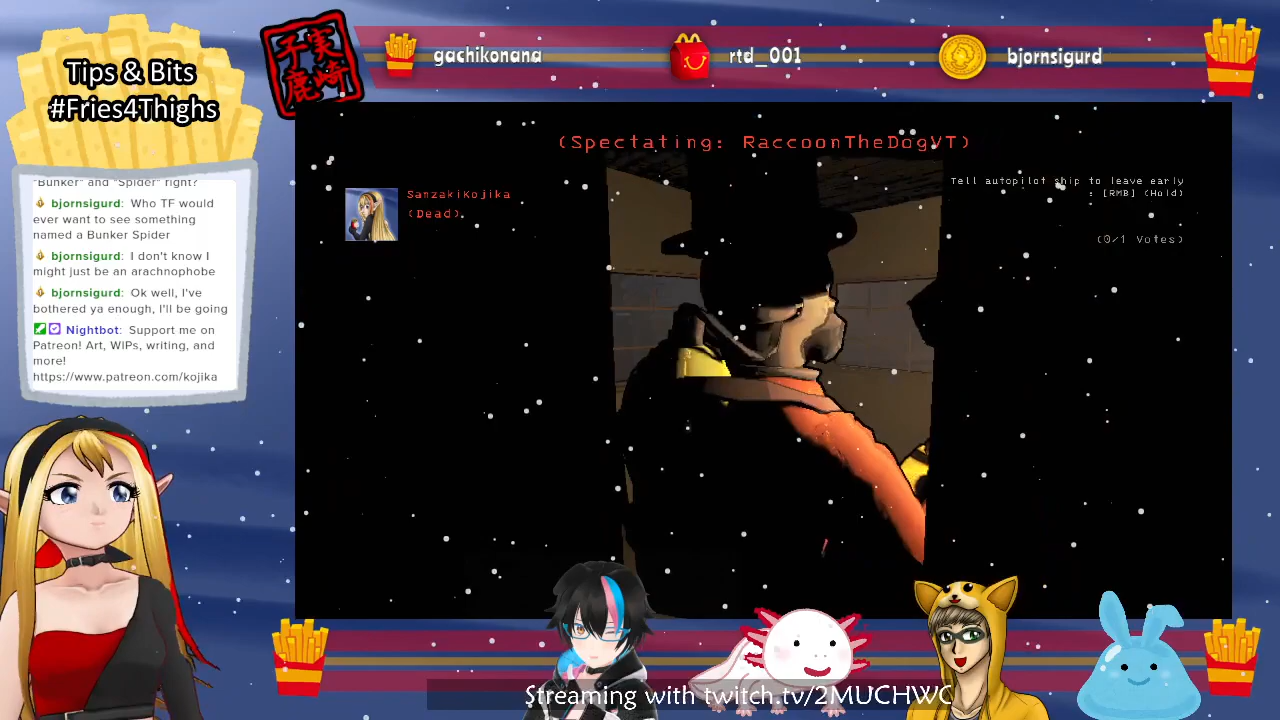 Tips & Bits
#Fries4Thighs
子実
鹿崎
gachikonana
rtd_001
bjornsigurd
"Bunker" and "Spider" right?
bjornsigurd: Who TF would
ever want to see something
named a Bunker Spider
bjornsigurd: I don't know I
might just be an arachnophobe
bjornsigurd: Ok well, I've
bothered ya enough, I'll be going
Nightbot: Support me on
Patreon! Art, WIPs, writing, and
more!
https://www.patreon.com/kojika
(Spectating: RaccoonTheDogVT)
SanzakiKojika
(Dead)
Tell autopilot ship to leave early
: [RMB] (Hold)
(0/1 Votes)
Streaming with twitch.tv/2MUCHWC